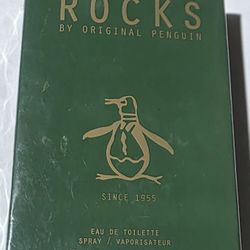 ROCKS
BY ORIGINAL PENGUIN
SINCE 1955
EAU DE TOILETTE
SPRAY / VAPORISATEUR